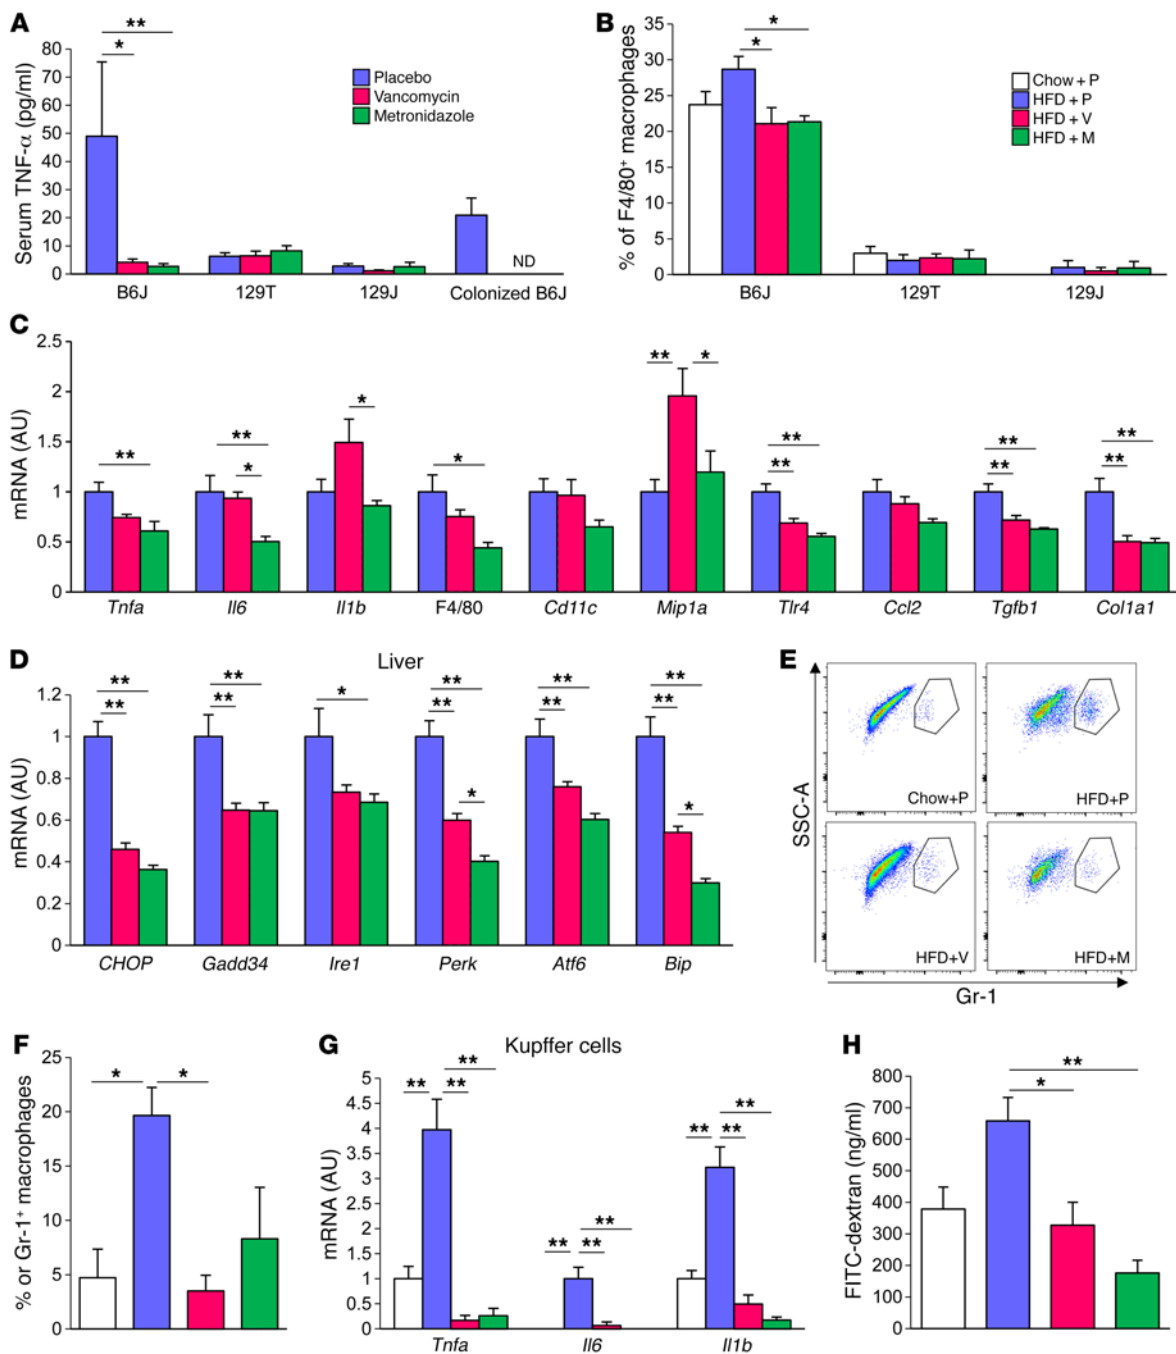 A
** 
*
80
70
60
50
40
30
20
10
0
Serum TNF-α (pg/ml)
Placebo
Vancomycin
Metronidazole
ND
B6J 129T 129J Colonized B6J
B
*
*
35
30
25
20
15
10
5
0
% of F4/80⁺ macrophages
Chow + P
HFD + P
HFD + V
HFD + M
B6J 129T 129J
C
2.5
2
1.5
1
0.5
0
mRNA (AU)
** *
*
** * ** ** **
** * ** ** **
Tnfa Il6 Il1b F4/80 Cd11c Mip1a Tlr4 Ccl2 Tgfb1 Col1a1
D Liver
1.2
1
0.8
0.6
0.4
0.2
0
mRNA (AU)
** ** * ** ** **
** ** ** ** **
* *
CHOP Gadd34 Ire1 Perk Atf6 Bip
E
SSC-A
Chow+P HFD+P
HFD+V HFD+M
Gr-1
F
25
20
15
10
5
0
% or Gr-1⁺ macrophages
* *
G Kupffer cells
5
4.5
4
3.5
3
2.5
2
1.5
1
0.5
0
mRNA (AU)
**
** **
**
** **
**
** **
Tnfa Il6 Il1b
H
800
700
600
500
400
300
200
100
0
FITC-dextran (ng/ml)
**
*